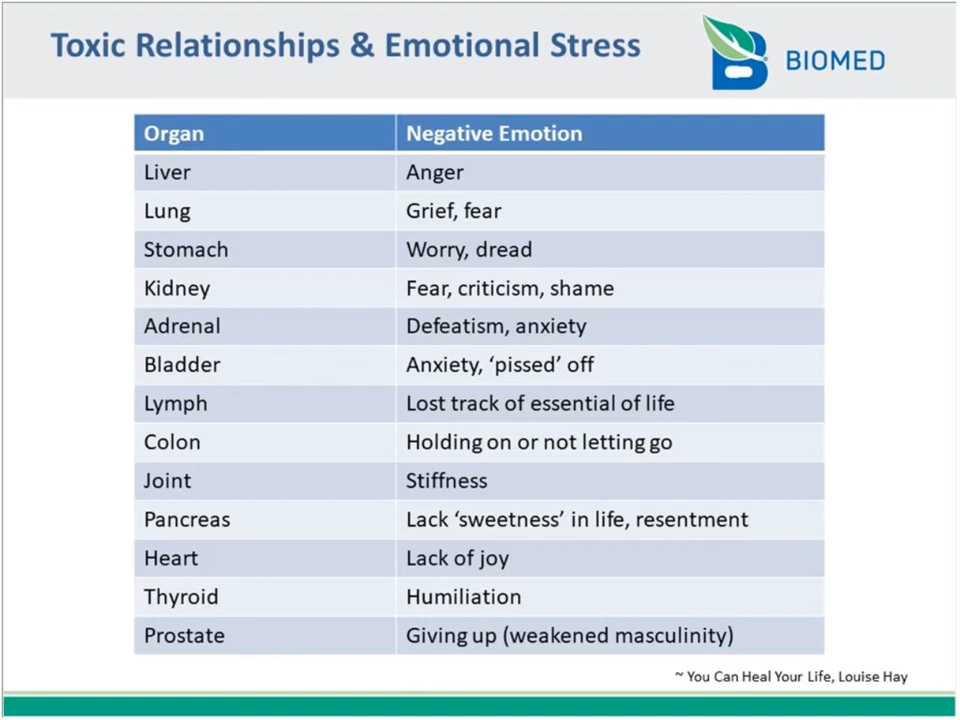 Toxic Relationships & Emotional Stress
BIOMED
Organ Negative Emotion
Liver Anger
Lung Grief, fear
Stomach Worry, dread
Kidney Fear, criticism, shame
Adrenal Defeatism, anxiety
Bladder Anxiety, ‘pissed’ off
Lymph Lost track of essential of life
Colon Holding on or not letting go
Joint Stiffness
Pancreas Lack ‘sweetness’ in life, resentment
Heart Lack of joy
Thyroid Humiliation
Prostate Giving up (weakened masculinity)
~ You Can Heal Your Life, Louise Hay